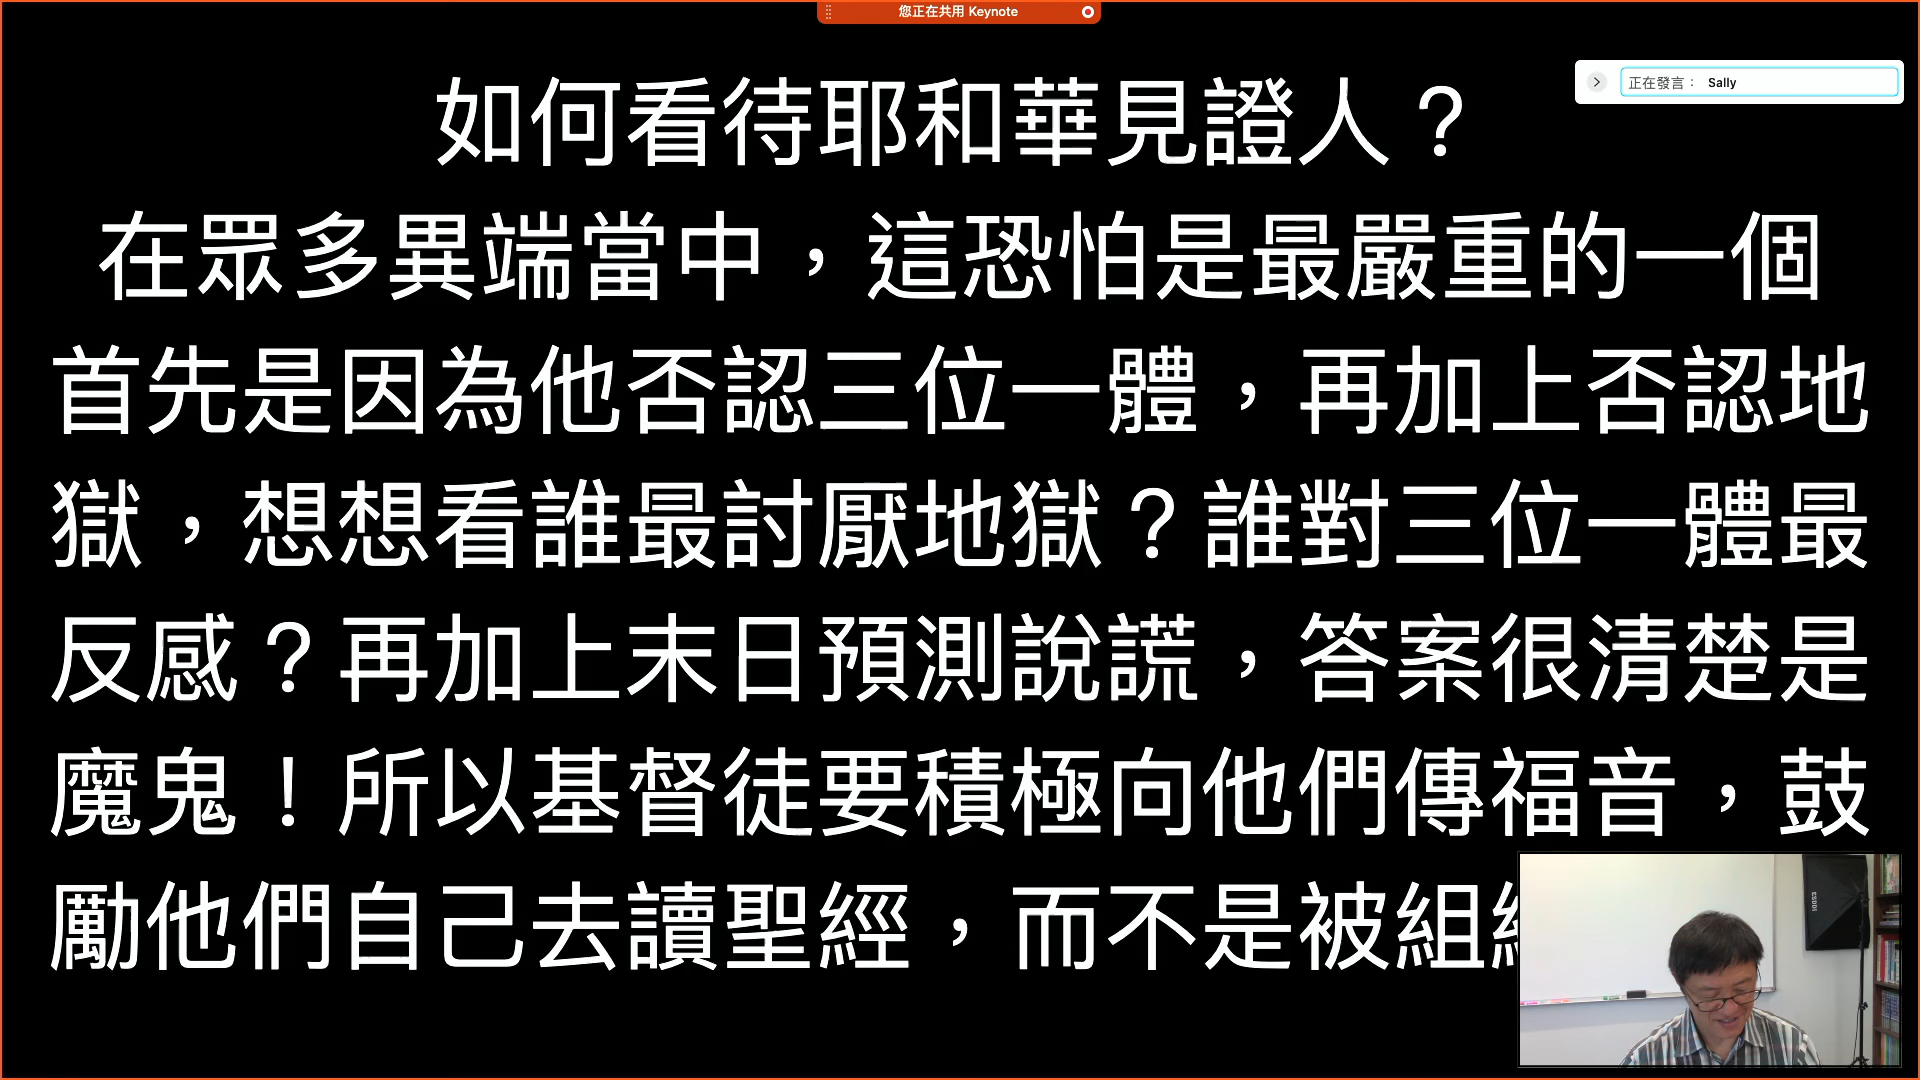 您正在共用 Keynote
正在發言： Sally
如何看待耶和華見證人？
在眾多異端當中，這恐怕是最嚴重的一個
首先是因為他否認三位一體，再加上否認地
獄，想想看誰最討厭地獄？誰對三位一體最
反感？再加上末日預測說謊，答案很清楚是
魔鬼！所以基督徒要積極向他們傳福音，鼓
勵他們自己去讀聖經，而不是被組